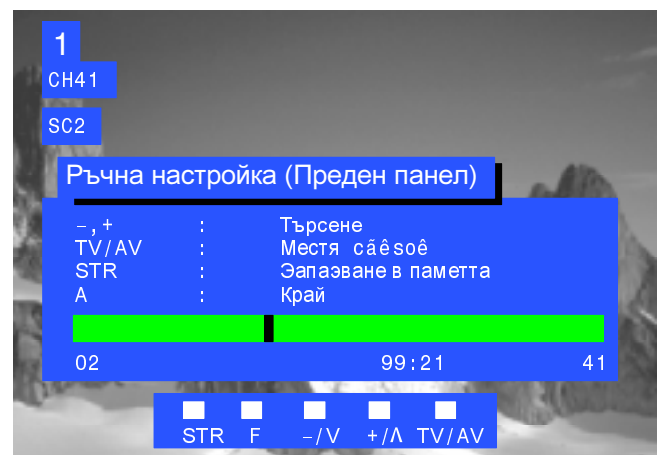 1
CH41
SC2
Ръчна настройка (Преден панел)
–,+ : Търсене
TV/AV : Местя cãêsoê
STR : Эапаэване в паметта
A : Край
02 99:21 41
STR F –/V +/Λ TV/AV